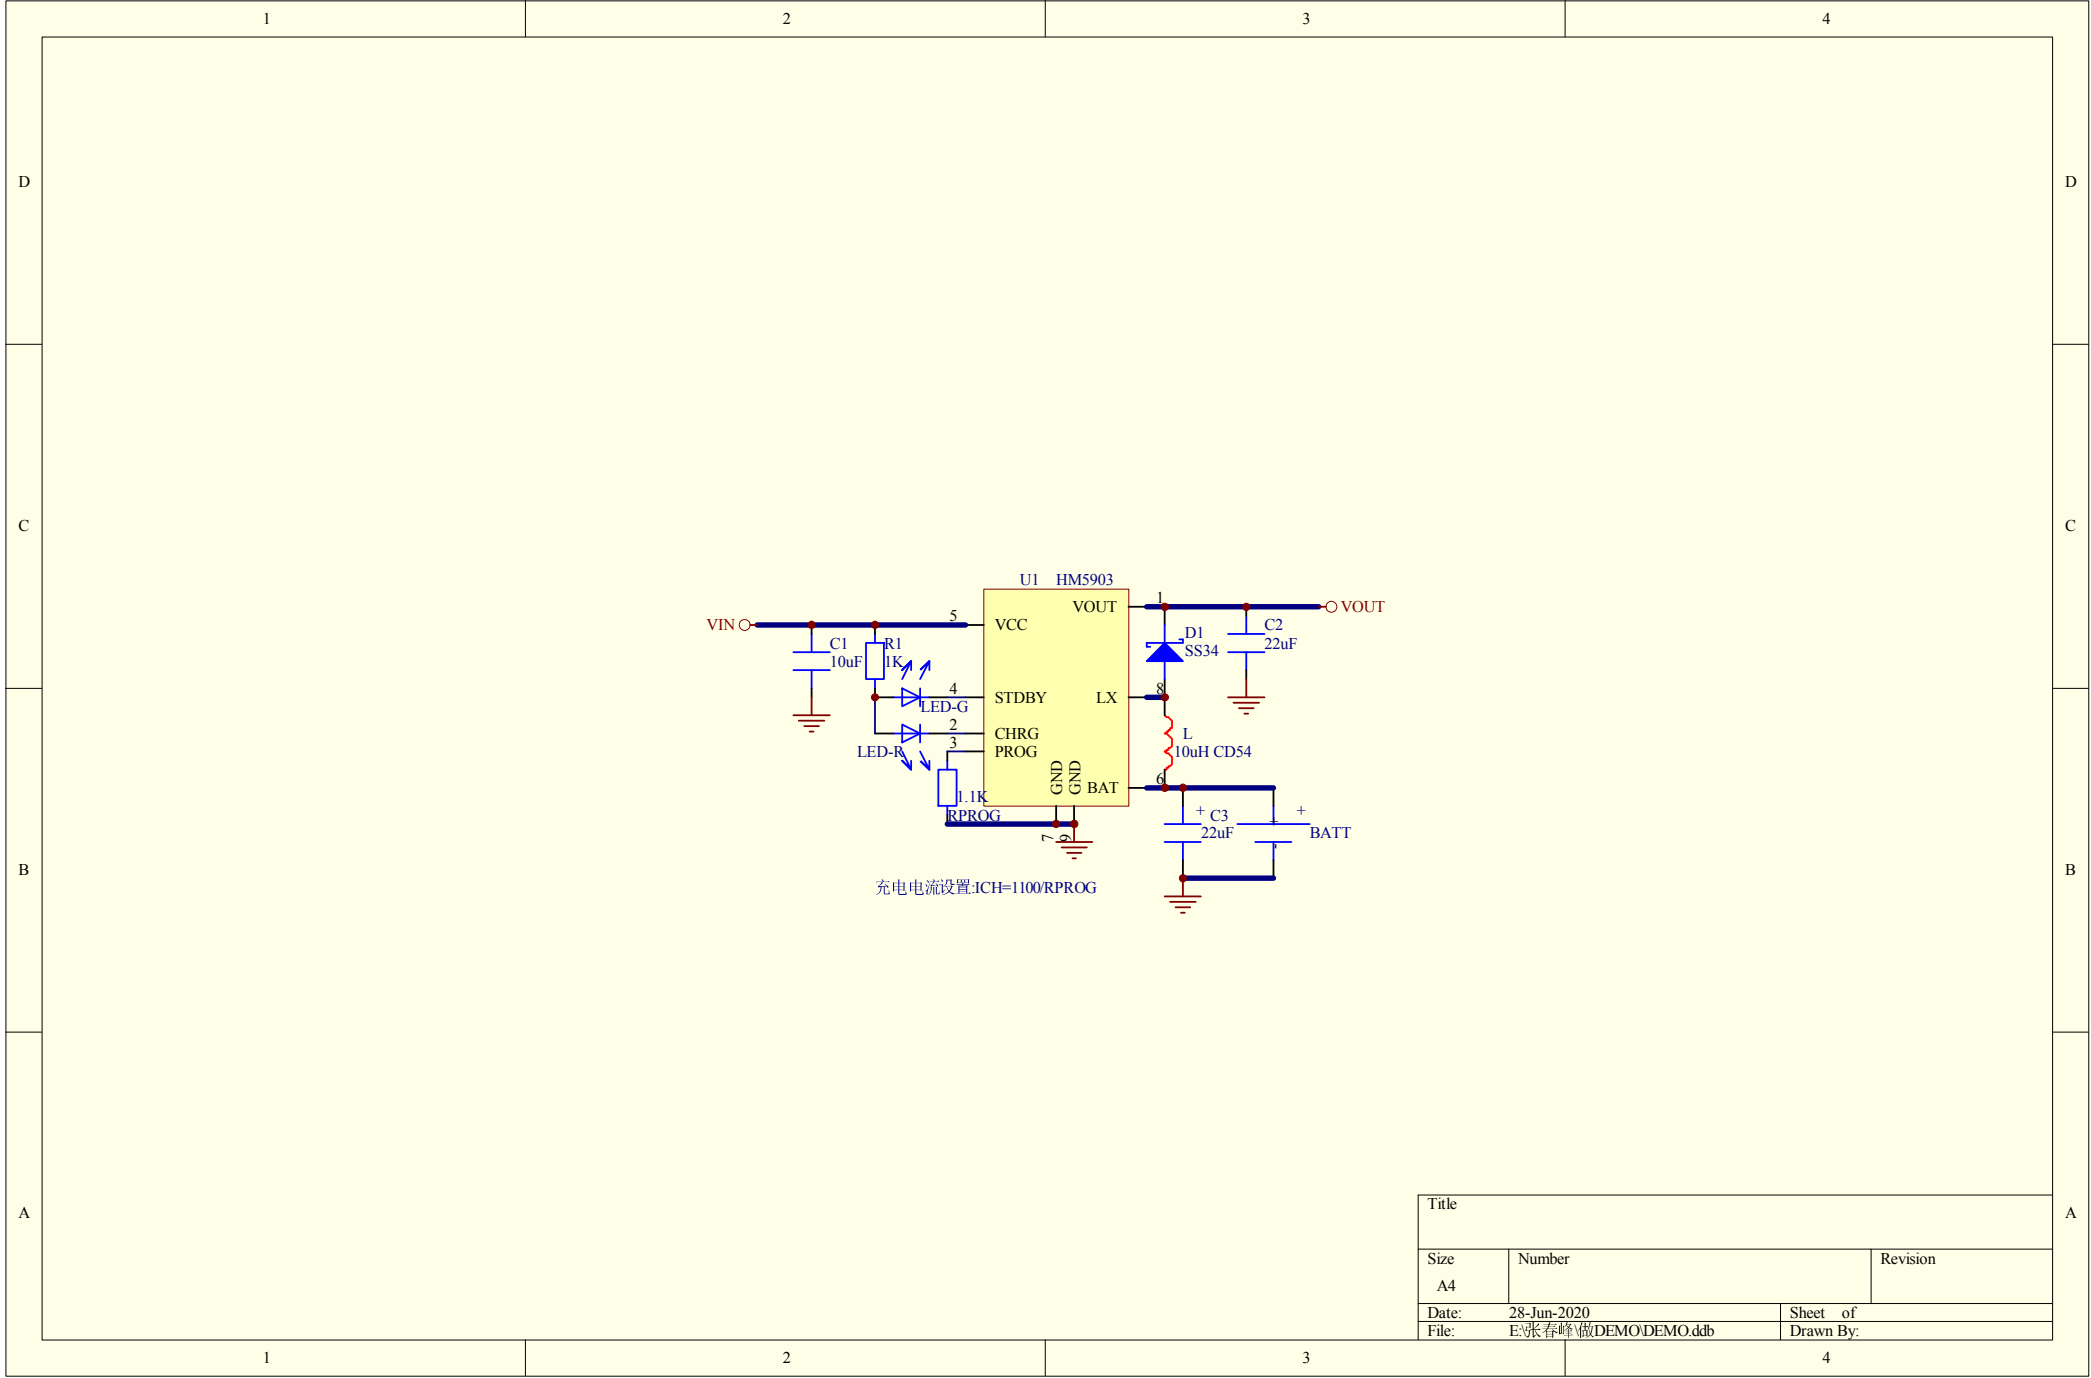 1 2 3 4
D D
C C
B B
A A
U1 HM5903
VIN
5
VCC
VOUT
1
VOUT
C1
10uF
R1
1K
D1
SS34
C2
22uF
4
STDBY
LED-G
LX
8
2
CHRG
LED-R
3
PROG
L
10uH CD54
1.1K
RPROG
GND
GND
BAT
6
7
9
+ C3
22uF
+
+
-
BATT
充电电流设置:ICH=1100/RPROG
Title
Size Number Revision
A4
Date: 28-Jun-2020 Sheet of
File: E:\张春峰\做DEMO\DEMO.ddb Drawn By:
1 2 3 4